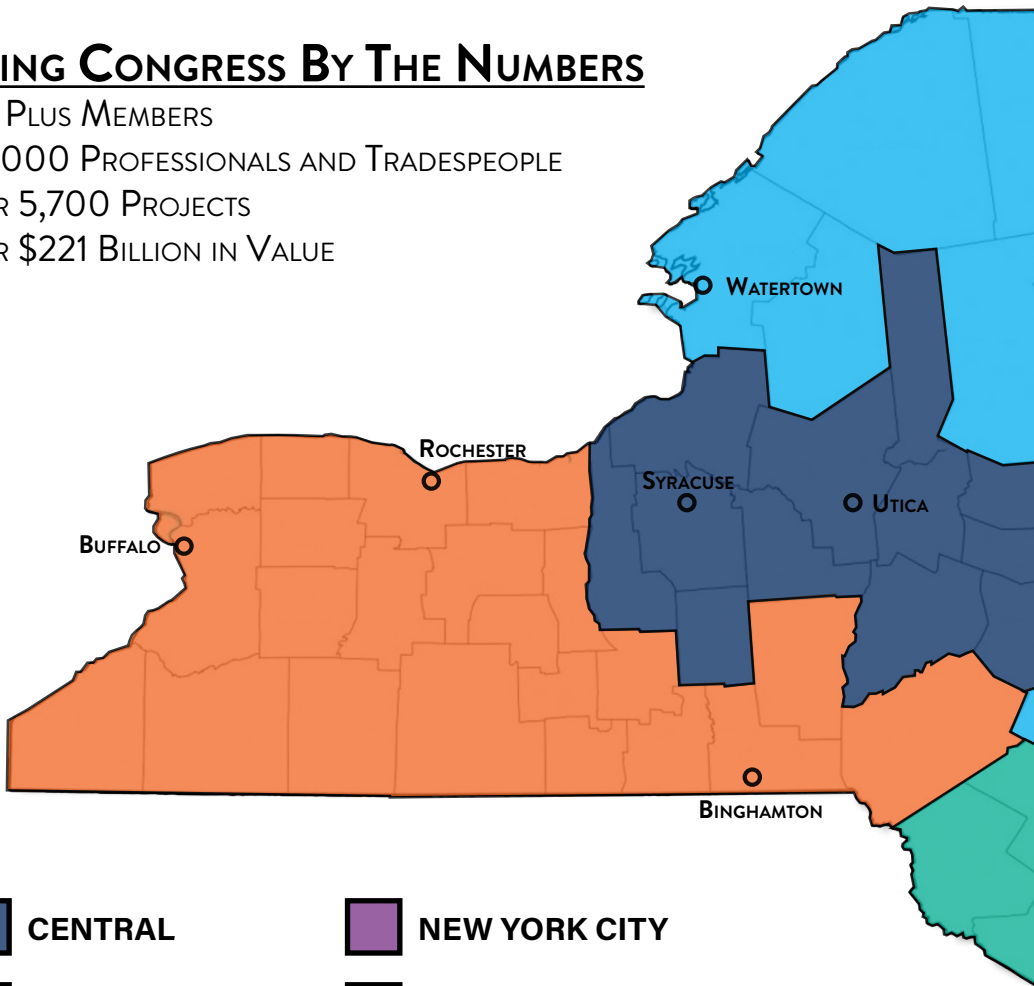 ING CONGRESS BY THE NUMBERS
PLUS MEMBERS
000 PROFESSIONALS AND TRADESPEOPLE
R 5,700 PROJECTS
R $221 BILLION IN VALUE
WATERTOWN
ROCHESTER
SYRACUSE
UTICA
BUFFALO
BINGHAMTON
CENTRAL
NEW YORK CITY